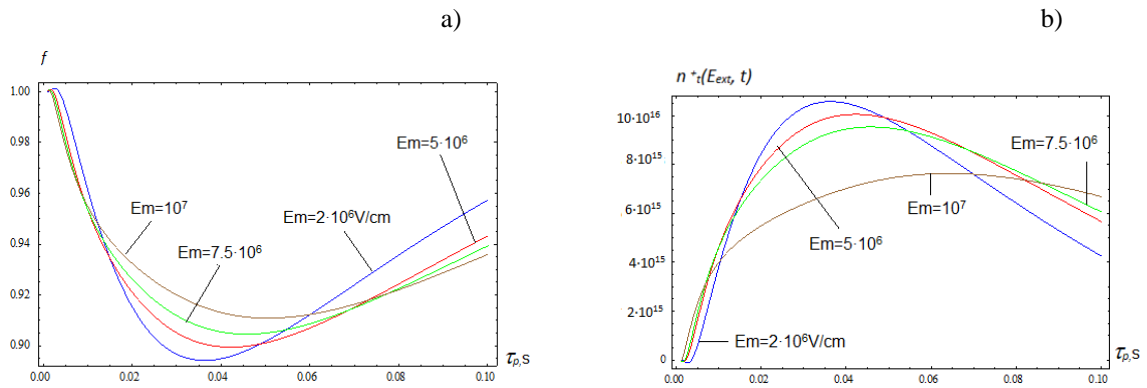 a)
f
1.00
0.98
0.96
0.94
0.92
0.90
Em=5·10⁶
Em=10⁷
Em=2·10⁶V/cm
Em=7.5·10⁶
0.00 0.02 0.04 0.06 0.08 0.10
τp,s
b)
n⁺t(Eext, t)
10·10¹⁶
8·10¹⁵
6·10¹⁵
4·10¹⁵
2·10¹⁵
0
Em=7.5·10⁶
Em=10⁷
Em=5·10⁶
Em=2·10⁶V/cm
0.00 0.02 0.04 0.06 0.08 0.10
τp,s